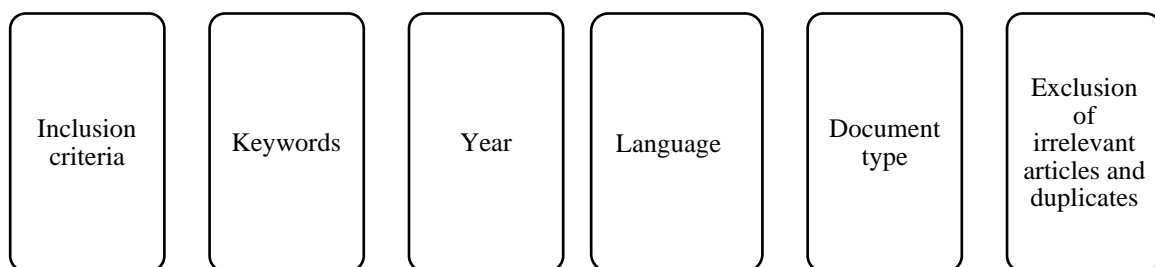 Inclusion
criteria
Keywords
Year
Language
Document
type
Exclusion
of
irrelevant
articles and
duplicates